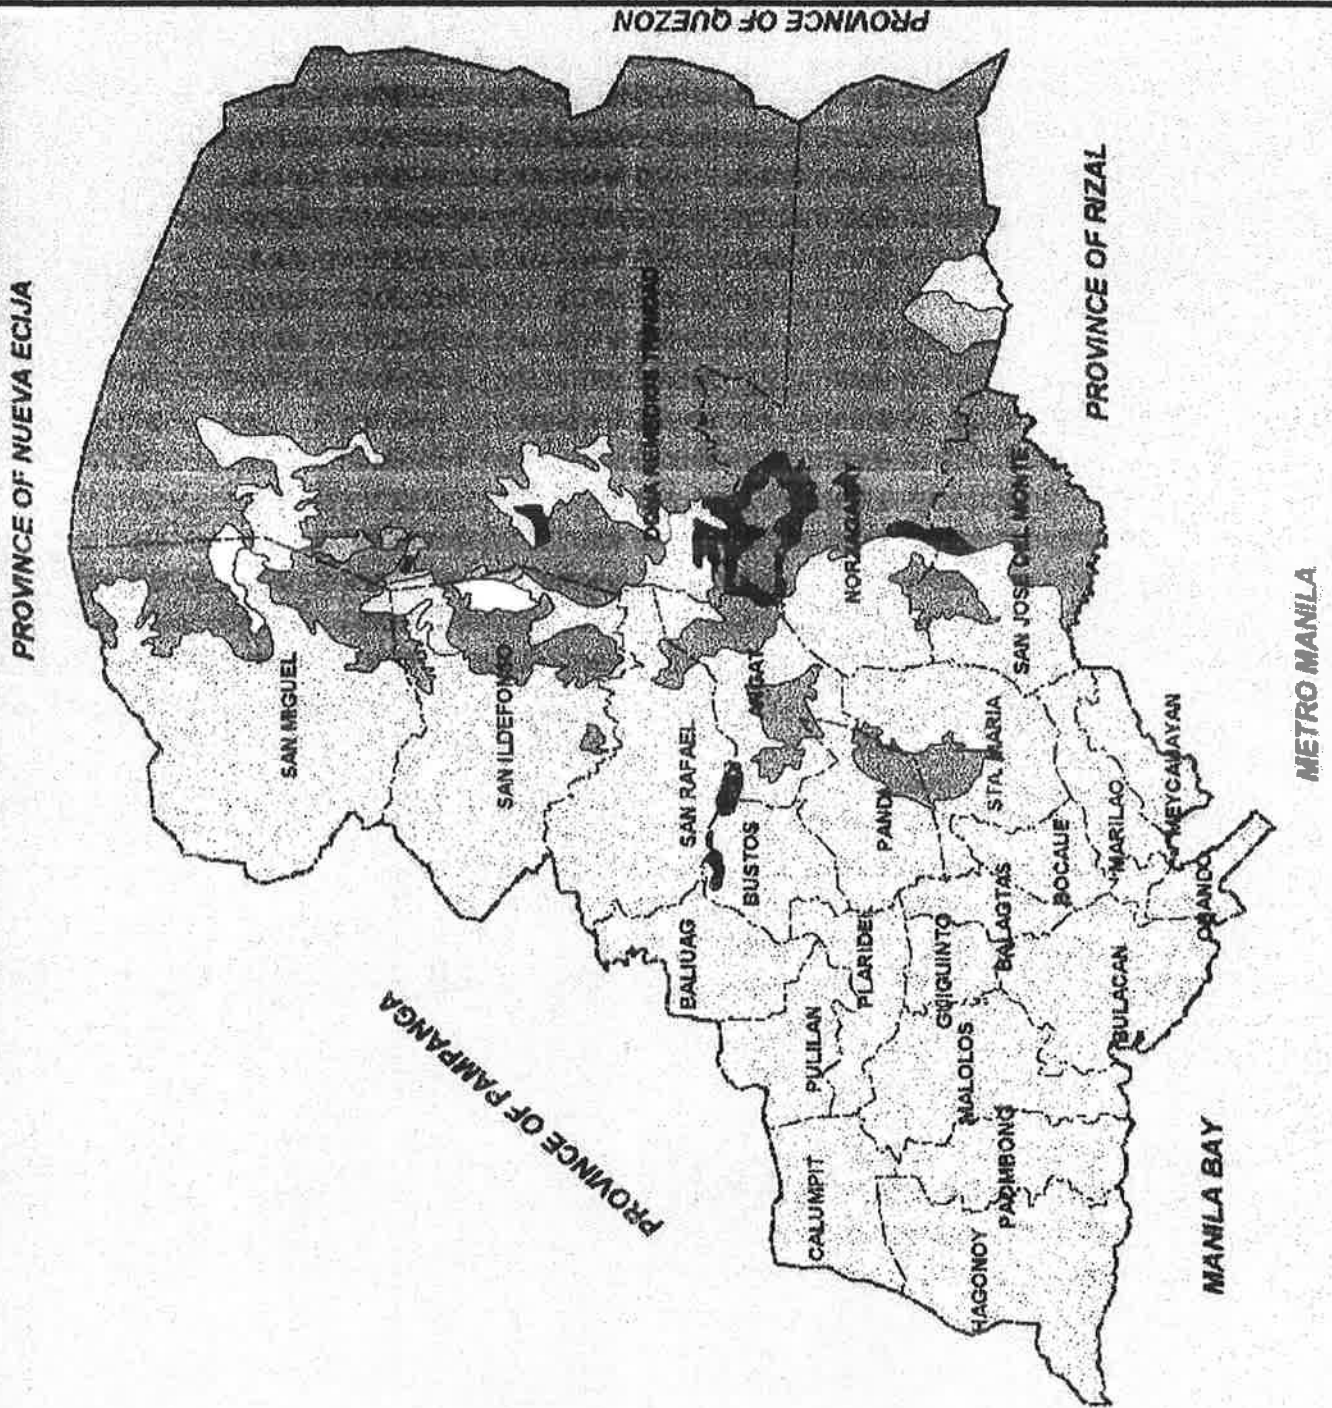 PROVINCE OF QUEZON
PROVINCE OF NUEVA ECIJA
PROVINCE OF RIZAL
DOÑA REMEDIOS TRINIDAD
NORZAGARAY
SAN JOSE DEL MONTE
SAN MIGUEL
SAN ILDEFONSO
ANGAT
SAN RAFAEL
STA. MARIA
METRO MANILA
MEYCAUAYAN
MARILAO
PANDI
BUSTOS
BOCAUE
OBANDO
BALIUAG
PLARIDEL
GUIGUINTO
BALAGTAS
BULACAN
PULILAN
MALOLOS
PROVINCE OF PAMPANGA
CALUMPIT
PAOMBONG
HAGONOY
MANILA BAY